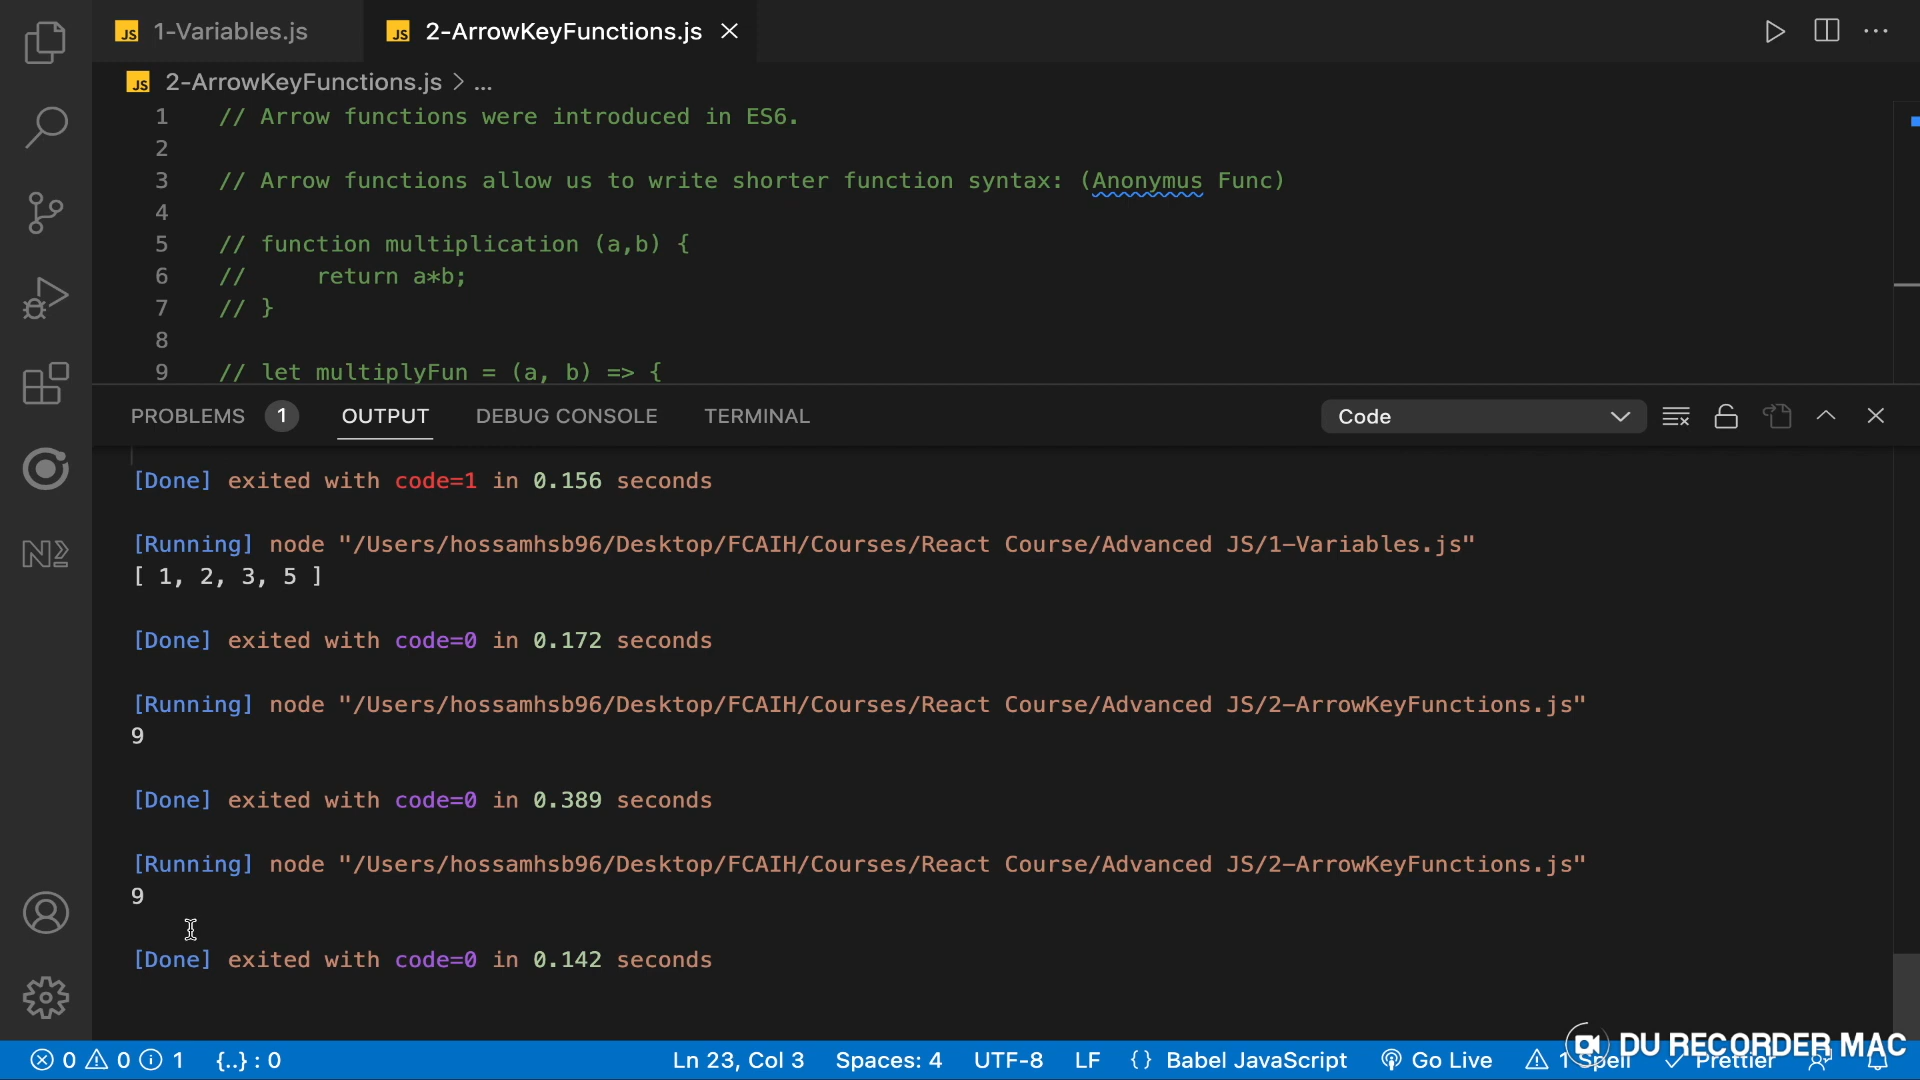 JS 1-Variables.js JS 2-ArrowKeyFunctions.js
JS 2-ArrowKeyFunctions.js > ...
1 // Arrow functions were introduced in ES6.
2
3 // Arrow functions allow us to write shorter function syntax: (Anonymus Func)
4
5 // function multiplication (a,b) {
6 //     return a*b;
7 // }
8
9 // let multiplyFun = (a, b) => {
PROBLEMS 1 OUTPUT DEBUG CONSOLE TERMINAL Code
[Done] exited with code=1 in 0.156 seconds
[Running] node "/Users/hossamhsb96/Desktop/FCAIH/Courses/React Course/Advanced JS/1-Variables.js"
[ 1, 2, 3, 5 ]
[Done] exited with code=0 in 0.172 seconds
[Running] node "/Users/hossamhsb96/Desktop/FCAIH/Courses/React Course/Advanced JS/2-ArrowKeyFunctions.js"
9
[Done] exited with code=0 in 0.389 seconds
[Running] node "/Users/hossamhsb96/Desktop/FCAIH/Courses/React Course/Advanced JS/2-ArrowKeyFunctions.js"
9
[Done] exited with code=0 in 0.142 seconds
DU RECORDER MAC
0 0 1 {..} : 0 Ln 23, Col 3 Spaces: 4 UTF-8 LF {} Babel JavaScript Go Live 1 Spell Prettier